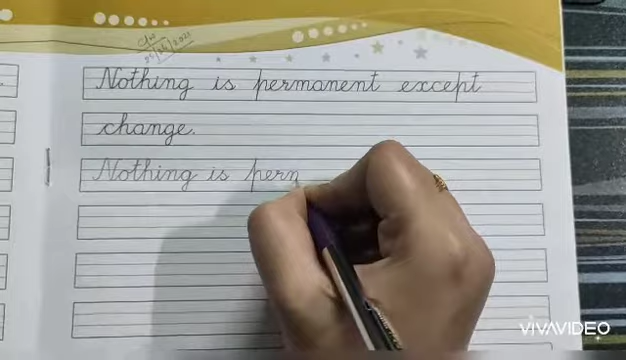 Nothing is permanent except
change.
Nothing is pern
VIVAVIDEO